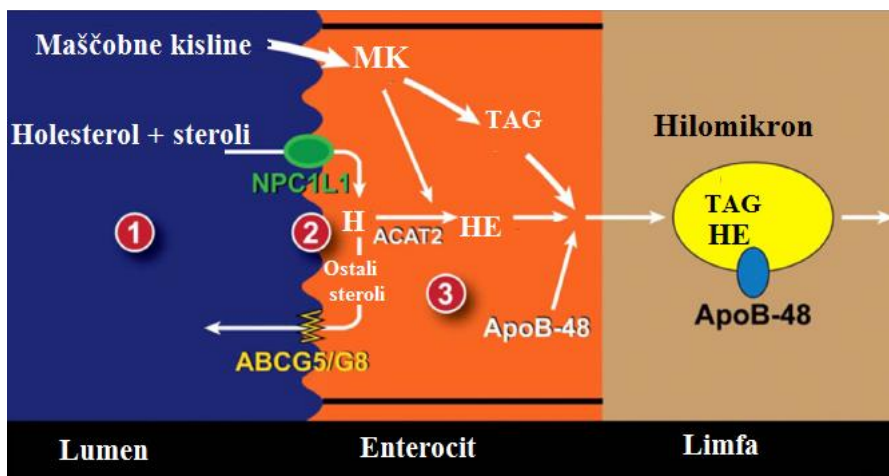 Maščobne kisline
MK
TAG
Holesterol + steroli
NPC1L1
1
2
H
ACAT2
HE
Ostali
steroli
3
ABCG5/G8
ApoB-48
Hilomikron
TAG
HE
ApoB-48
Lumen
Enterocit
Limfa